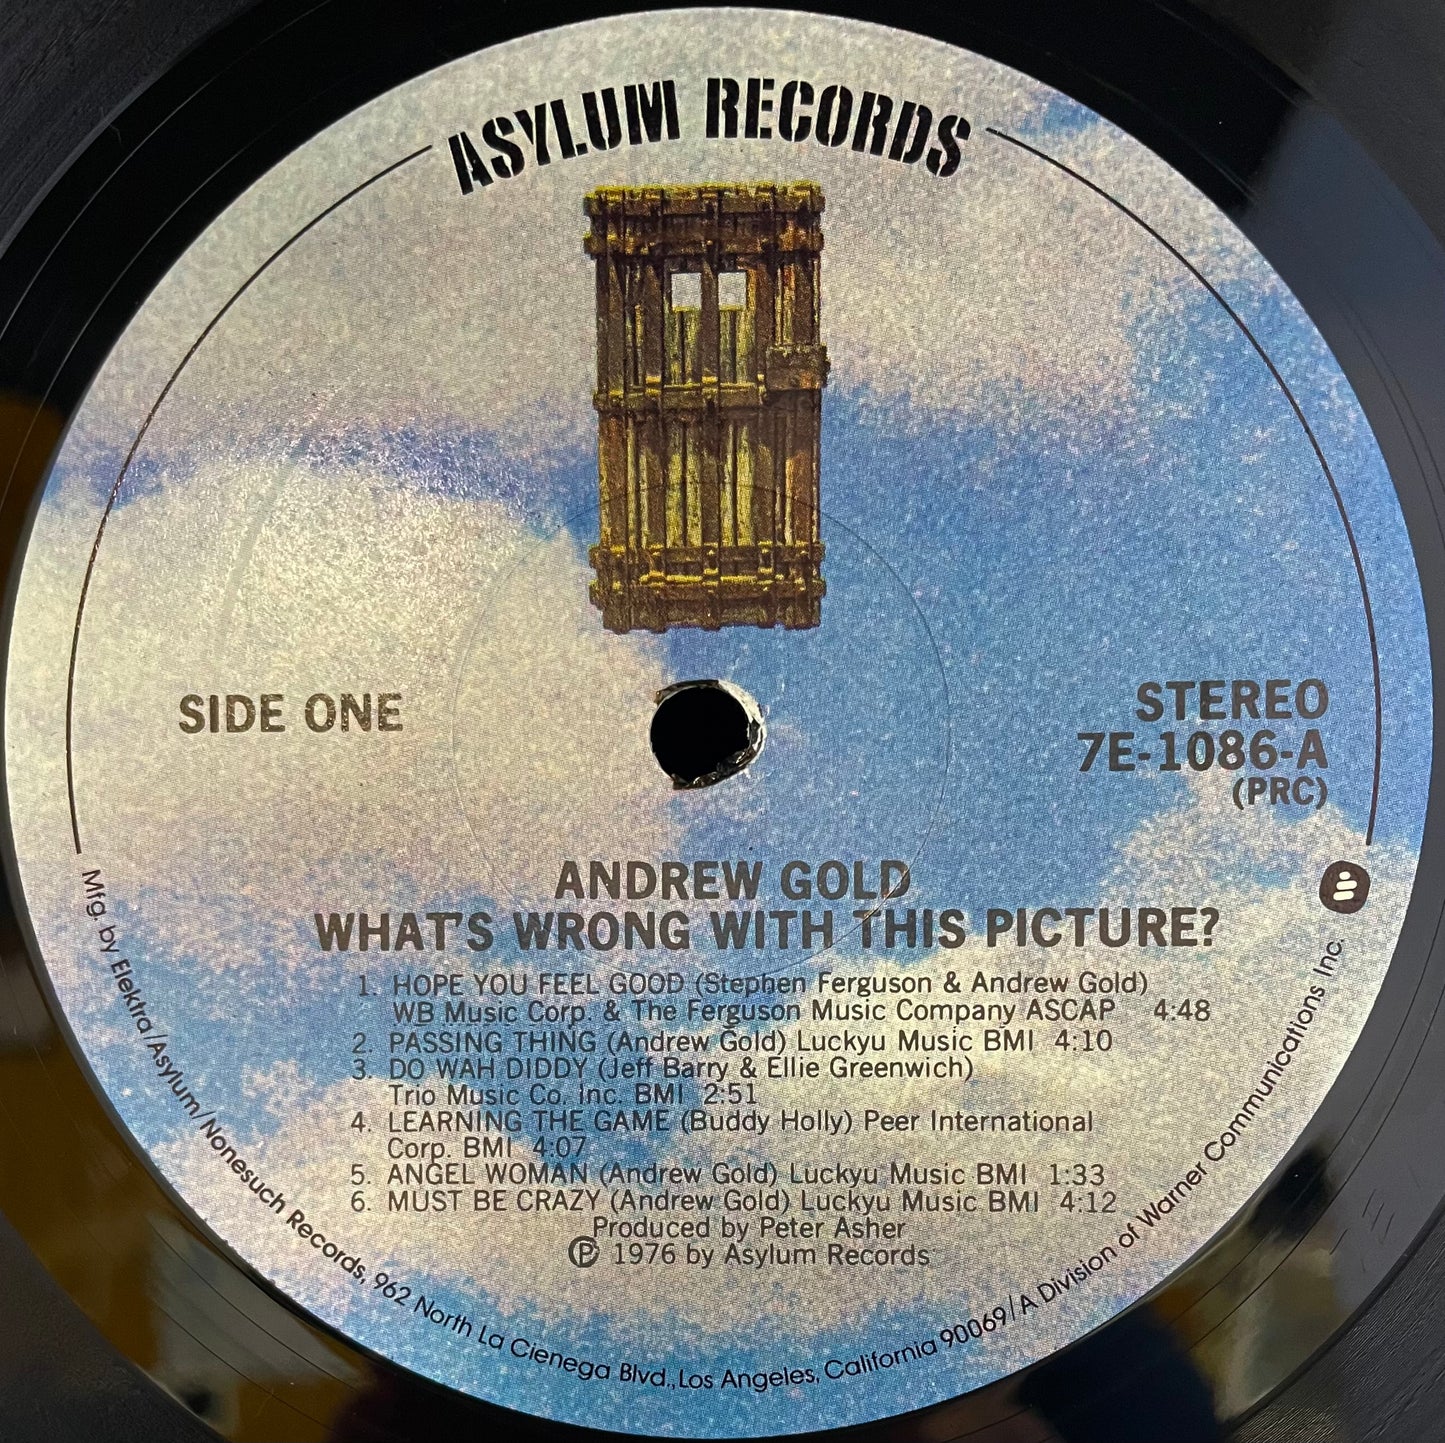 ASYLUM RECORDS
SIDE ONE
STEREO
7E-1086-A
(PRC)
ANDREW GOLD
WHAT'S WRONG WITH THIS PICTURE?
1. HOPE YOU FEEL GOOD (Stephen Ferguson & Andrew Gold)
WB Music Corp. & The Ferguson Music Company ASCAP 4:48
2. PASSING THING (Andrew Gold) Luckyu Music BMI 4:10
3. DO WAH DIDDY (Jeff Barry & Ellie Greenwich)
Trio Music Co. Inc. BMI 2:51
4. LEARNING THE GAME (Buddy Holly) Peer International
Corp. BMI 4:07
5. ANGEL WOMAN (Andrew Gold) Luckyu Music BMI 1:33
6. MUST BE CRAZY (Andrew Gold) Luckyu Music BMI 4:12
Produced by Peter Asher
Ⓟ 1976 by Asylum Records
Mfg. by Elektra/Asylum/Nonesuch Records, 962 North La Cienega Blvd., Los Angeles, California 90069/A Division of Warner Communications Inc.